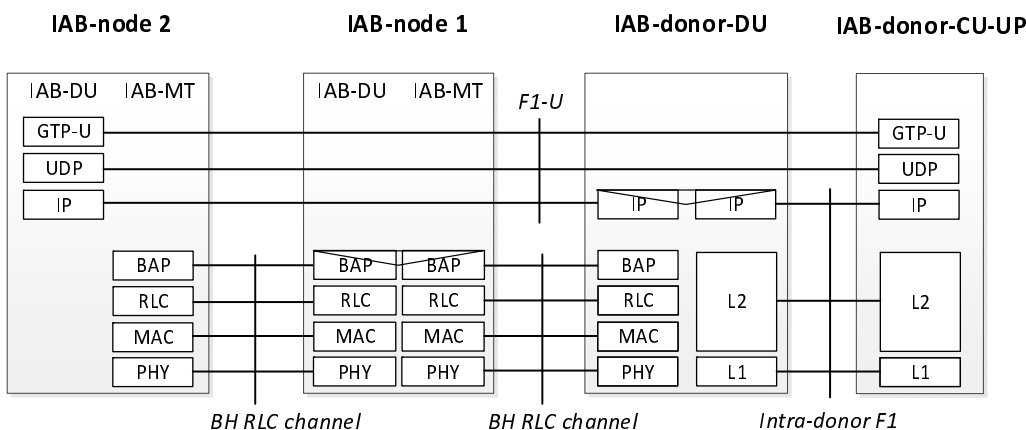 IAB-node 2 IAB-node 1 IAB-donor-DU IAB-donor-CU-UP
IAB-DU IAB-MT IAB-DU IAB-MT
F1-U
GTP-U GTP-U
UDP UDP
IP IP IP IP
BAP BAP BAP BAP
RLC RLC RLC RLC L2 L2
MAC MAC MAC MAC
PHY PHY PHY PHY L1 L1
BH RLC channel BH RLC channel Intra-donor F1